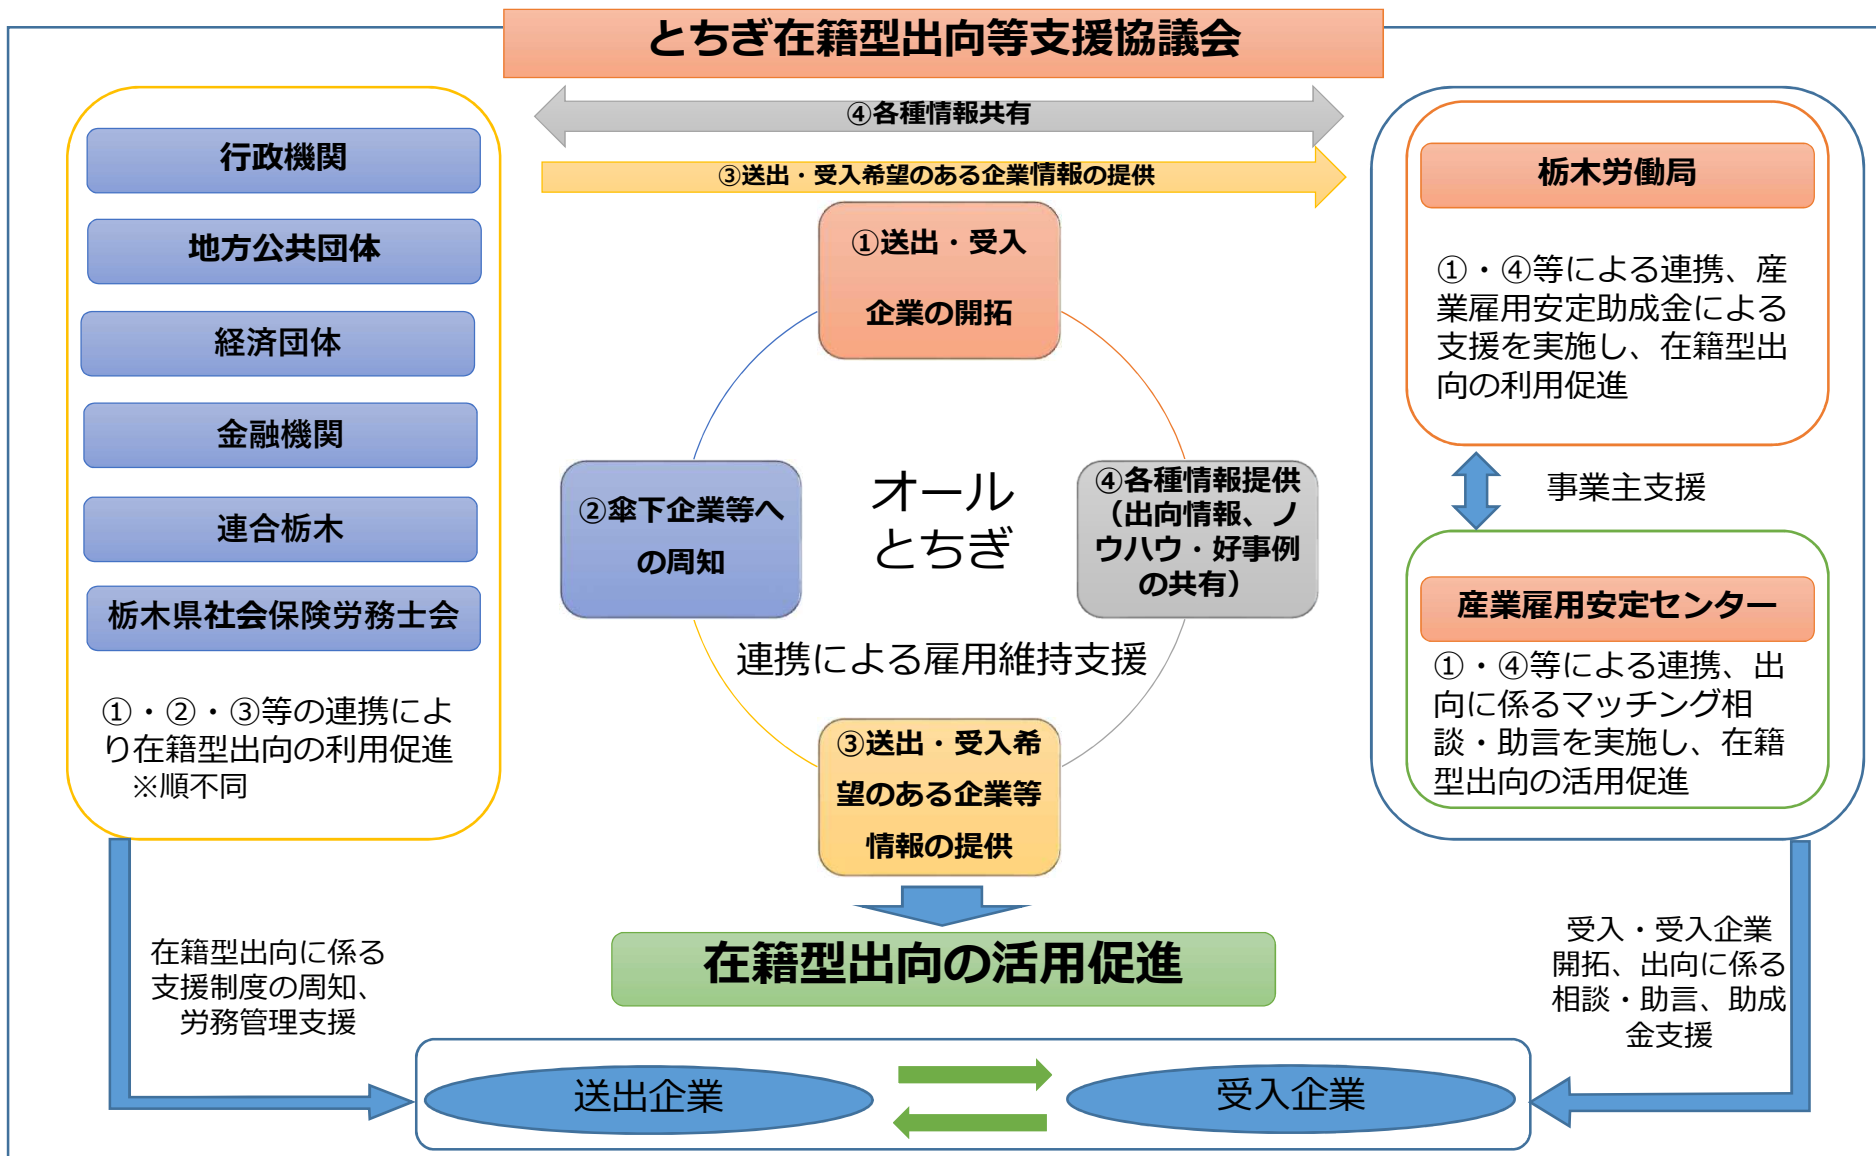 とちぎ在籍型出向等支援協議会
④各種情報共有
③送出・受入希望のある企業情報の提供
行政機関
地方公共団体
経済団体
金融機関
連合栃木
栃木県社会保険労務士会
①・②・③等の連携によ
り在籍型出向の利用促進
※順不同
①送出・受入
企業の開拓
②傘下企業等へ
の周知
オール
とちぎ
④各種情報提供
（出向情報、ノ
ウハウ・好事例
の共有）
連携による雇用維持支援
③送出・受入希
望のある企業等
情報の提供
栃木労働局
①・④等による連携、産
業雇用安定助成金による
支援を実施し、在籍型出
向の利用促進
事業主支援
産業雇用安定センター
①・④等による連携、出
向に係るマッチング相
談・助言を実施し、在籍
型出向の活用促進
在籍型出向の活用促進
在籍型出向に係る
支援制度の周知、
労務管理支援
受入・受入企業
開拓、出向に係る
相談・助言、助成
金支援
送出企業
受入企業